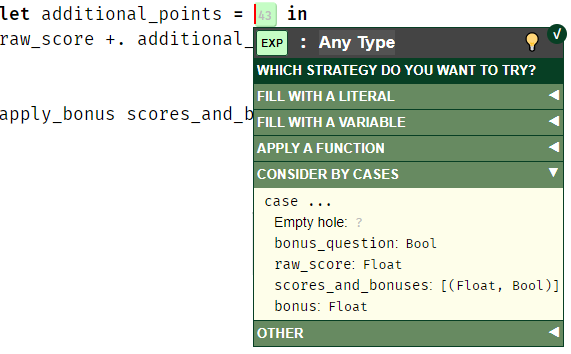 let additional_points = 43 in
raw_score +. additional_
EXP : Any Type
WHICH STRATEGY DO YOU WANT TO TRY?
FILL WITH A LITERAL
FILL WITH A VARIABLE
apply_bonus scores_and_b
APPLY A FUNCTION
CONSIDER BY CASES
case ...
Empty hole: ?
bonus_question: Bool
raw_score: Float
scores_and_bonuses: [(Float, Bool)]
bonus: Float
OTHER